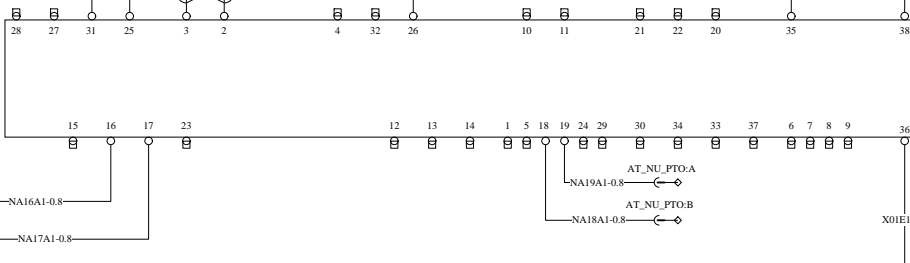 28 27 31 25 3 2 4 32 26 10 11 21 22 20 35 38
15 16 17 23 12 13 14 1 5 18 19 24 29 30 34 33 37 6 7 8 9 36
AT_NU_PTO:A
NA19A1-0.8
NA16A1-0.8
AT_NU_PTO:B
NA18A1-0.8
X01E1
NA17A1-0.8